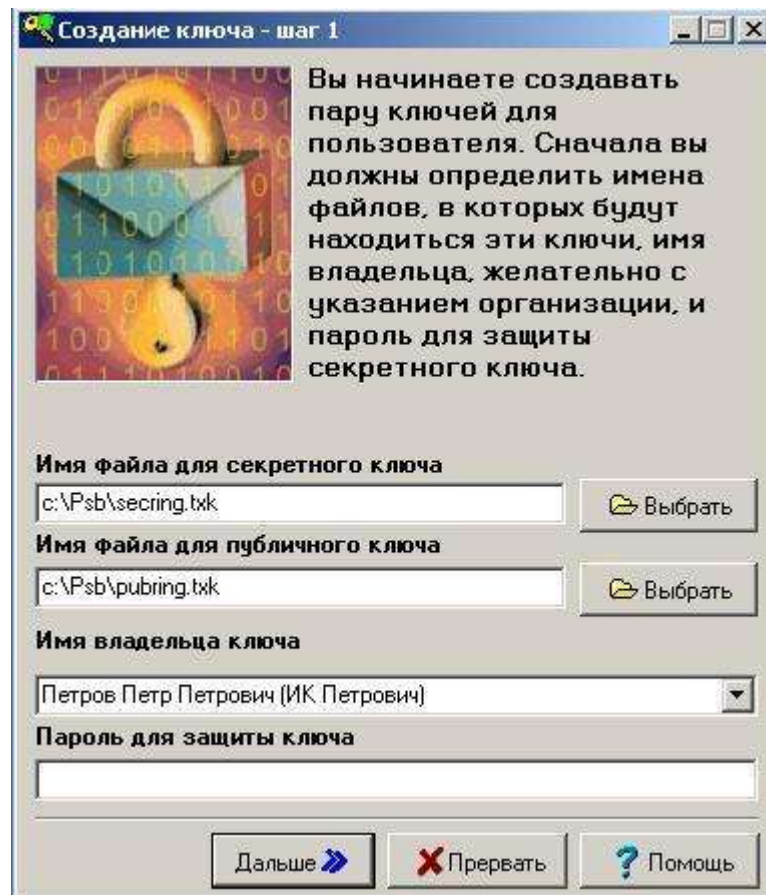 Создание ключа - шаг 1
Вы начинаете создавать
пару ключей для
пользователя. Сначала вы
должны определить имена
файлов, в которых будут
находиться эти ключи, имя
владельца, желательно с
указанием организации, и
пароль для защиты
секретного ключа.
Имя файла для секретного ключа
c:\Psb\secring.txk
Выбрать
Имя файла для публичного ключа
c:\Psb\pubring.txk
Выбрать
Имя владельца ключа
Петров Петр Петрович (ИК Петрович)
Пароль для защиты ключа
Дальше
Прервать
Помощь